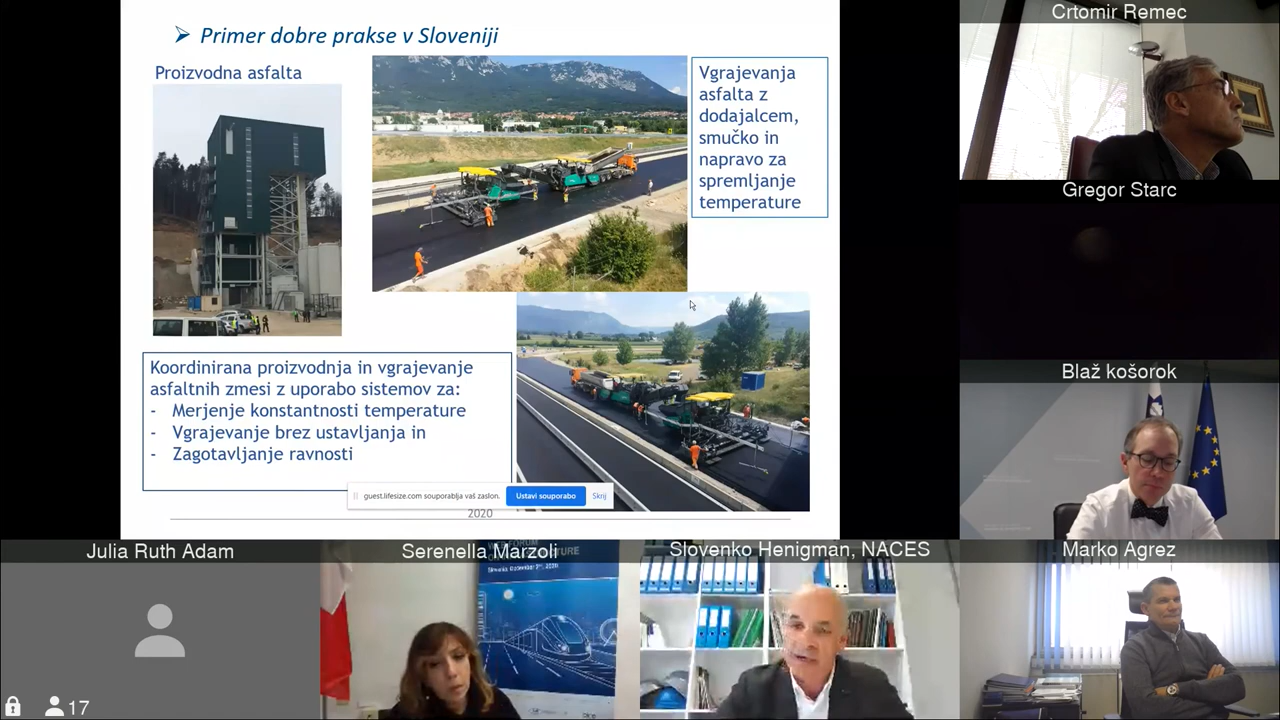 ➢ Primer dobre prakse v Sloveniji
Proizvodna asfalta
Vgrajevanja
asfalta z
dodajalcem,
smučko in
napravo za
spremljanje
temperature
Koordinirana proizvodnja in vgrajevanje
asfaltnih zmesi z uporabo sistemov za:
- Merjenje konstantnosti temperature
- Vgrajevanje brez ustavljanja in
- Zagotavljanje ravnosti
guest.lifesize.com souporablja vaš zaslon.
Ustavi souporabo
Skrij
2020
Crtomir Remec
Gregor Starc
Blaž košorok
Julia Ruth Adam
Serenella Marzoli
Slovenko Henigman, NACES
Marko Agrez
17